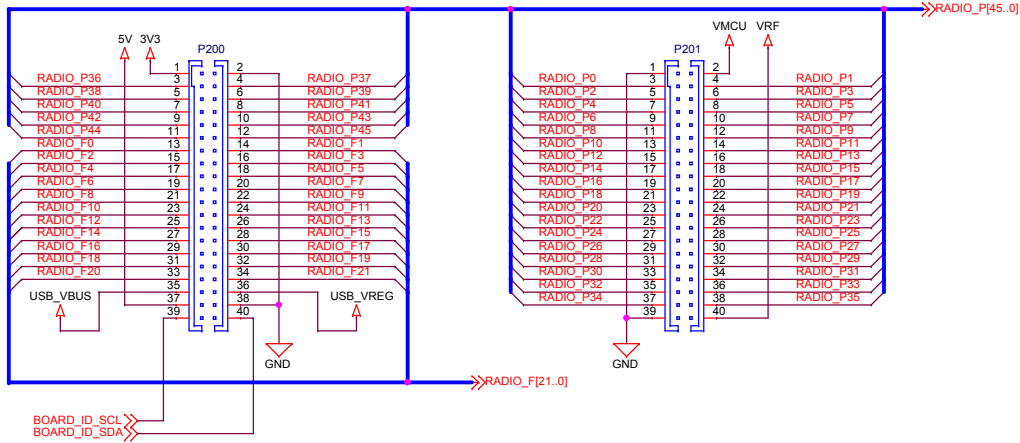 RADIO_P[45..0]
VMCU VRF
5V 3V3
P200 P201
1 2 1 2
RADIO_P36 3 4 RADIO_P37 RADIO_P0 3 4 RADIO_P1
RADIO_P38 5 6 RADIO_P39 RADIO_P2 5 6 RADIO_P3
RADIO_P40 7 8 RADIO_P41 RADIO_P4 7 8 RADIO_P5
RADIO_P42 9 10 RADIO_P43 RADIO_P6 9 10 RADIO_P7
RADIO_P44 11 12 RADIO_P45 RADIO_P8 11 12 RADIO_P9
RADIO_F0 13 14 RADIO_F1 RADIO_P10 13 14 RADIO_P11
RADIO_F2 15 16 RADIO_F3 RADIO_P12 15 16 RADIO_P13
RADIO_F4 17 18 RADIO_F5 RADIO_P14 17 18 RADIO_P15
RADIO_F6 19 20 RADIO_F7 RADIO_P16 19 20 RADIO_P17
RADIO_F8 21 22 RADIO_F9 RADIO_P18 21 22 RADIO_P19
RADIO_F10 23 24 RADIO_F11 RADIO_P20 23 24 RADIO_P21
RADIO_F12 25 26 RADIO_F13 RADIO_P22 25 26 RADIO_P23
RADIO_F14 27 28 RADIO_F15 RADIO_P24 27 28 RADIO_P25
RADIO_F16 29 30 RADIO_F17 RADIO_P26 29 30 RADIO_P27
RADIO_F18 31 32 RADIO_F19 RADIO_P28 31 32 RADIO_P29
RADIO_F20 33 34 RADIO_F21 RADIO_P30 33 34 RADIO_P31
35 36 RADIO_P32 35 36 RADIO_P33
USB_VBUS 37 38 USB_VREG RADIO_P34 37 38 RADIO_P35
39 40 39 40
GND GND
RADIO_F[21..0]
BOARD_ID_SCL
BOARD_ID_SDA